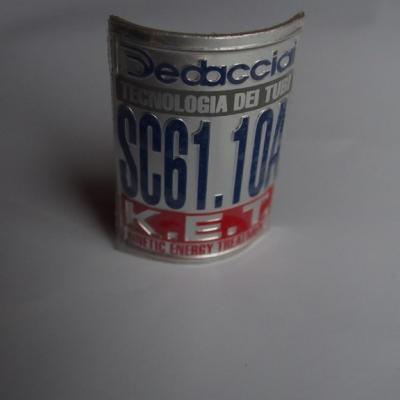 Dedacciai
TECNOLOGIA DEI TUBI
SC61.10A
K.E.T.
KINETIC ENERGY TREATMENT